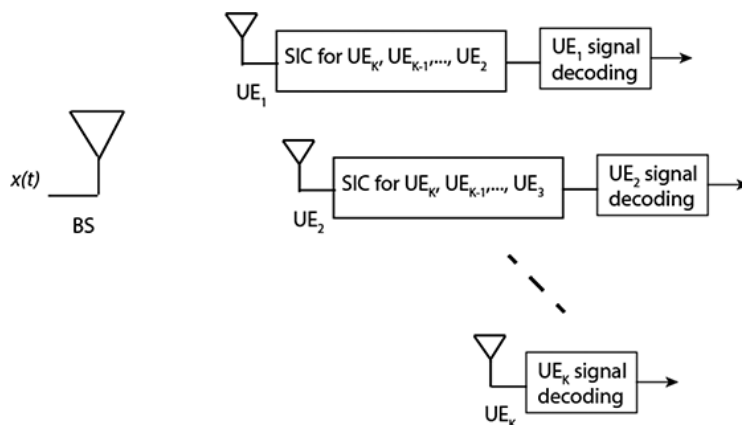 SIC for UE_K, UE_K-1,..., UE_2
UE_1 signal
decoding
UE_1
x(t)
BS
SIC for UE_K, UE_K-1,..., UE_3
UE_2 signal
decoding
UE_2
UE_K signal
decoding
UE_K